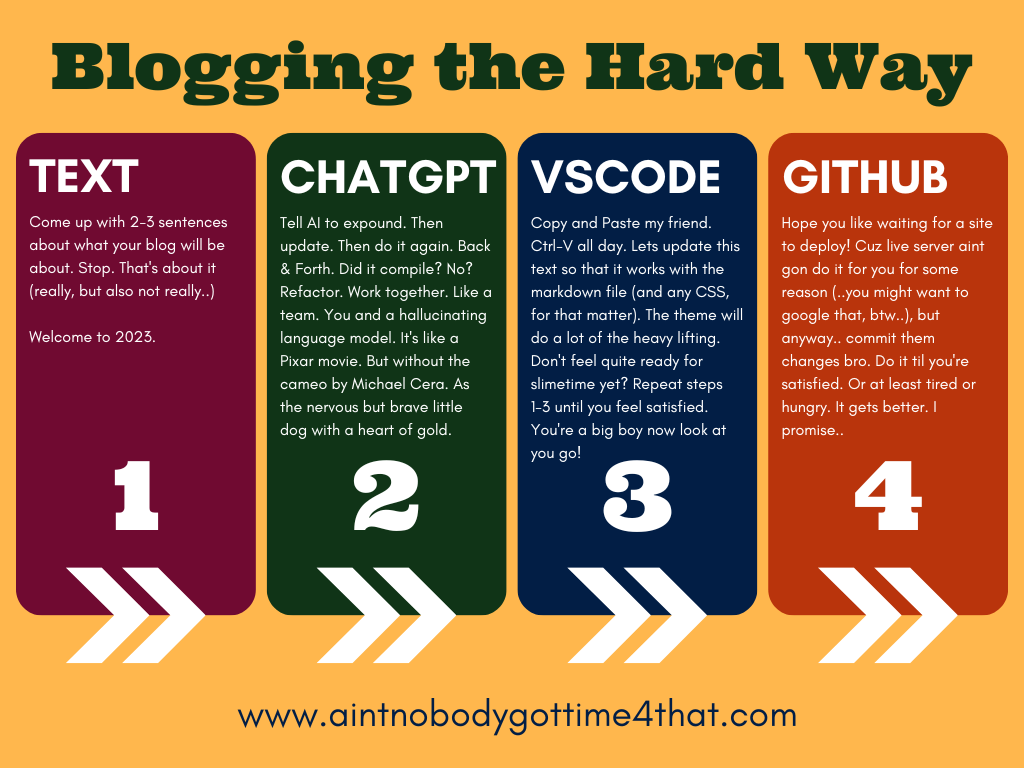 Blogging the Hard Way
TEXT
Come up with 2-3 sentences
about what your blog will be
about. Stop. That's about it
(really, but also not really..)
Welcome to 2023.
1
CHATGPT
Tell AI to expound. Then
update. Then do it again. Back
& Forth. Did it compile? No?
Refactor. Work together. Like a
team. You and a hallucinating
language model. It's like a
Pixar movie. But without the
cameo by Michael Cera. As
the nervous but brave little
dog with a heart of gold.
2
VSCODE
Copy and Paste my friend.
Ctrl-V all day. Lets update this
text so that it works with the
markdown file (and any CSS,
for that matter). The theme will
do a lot of the heavy lifting.
Don't feel quite ready for
slimetime yet? Repeat steps
1-3 until you feel satisfied.
You're a big boy now look at
you go!
3
GITHUB
Hope you like waiting for a site
to deploy! Cuz live server aint
gon do it for you for some
reason (..you might want to
google that, btw..), but
anyway.. commit them
changes bro. Do it til you're
satisfied. Or at least tired or
hungry. It gets better. I
promise..
4
www.aintnobodygottime4that.com